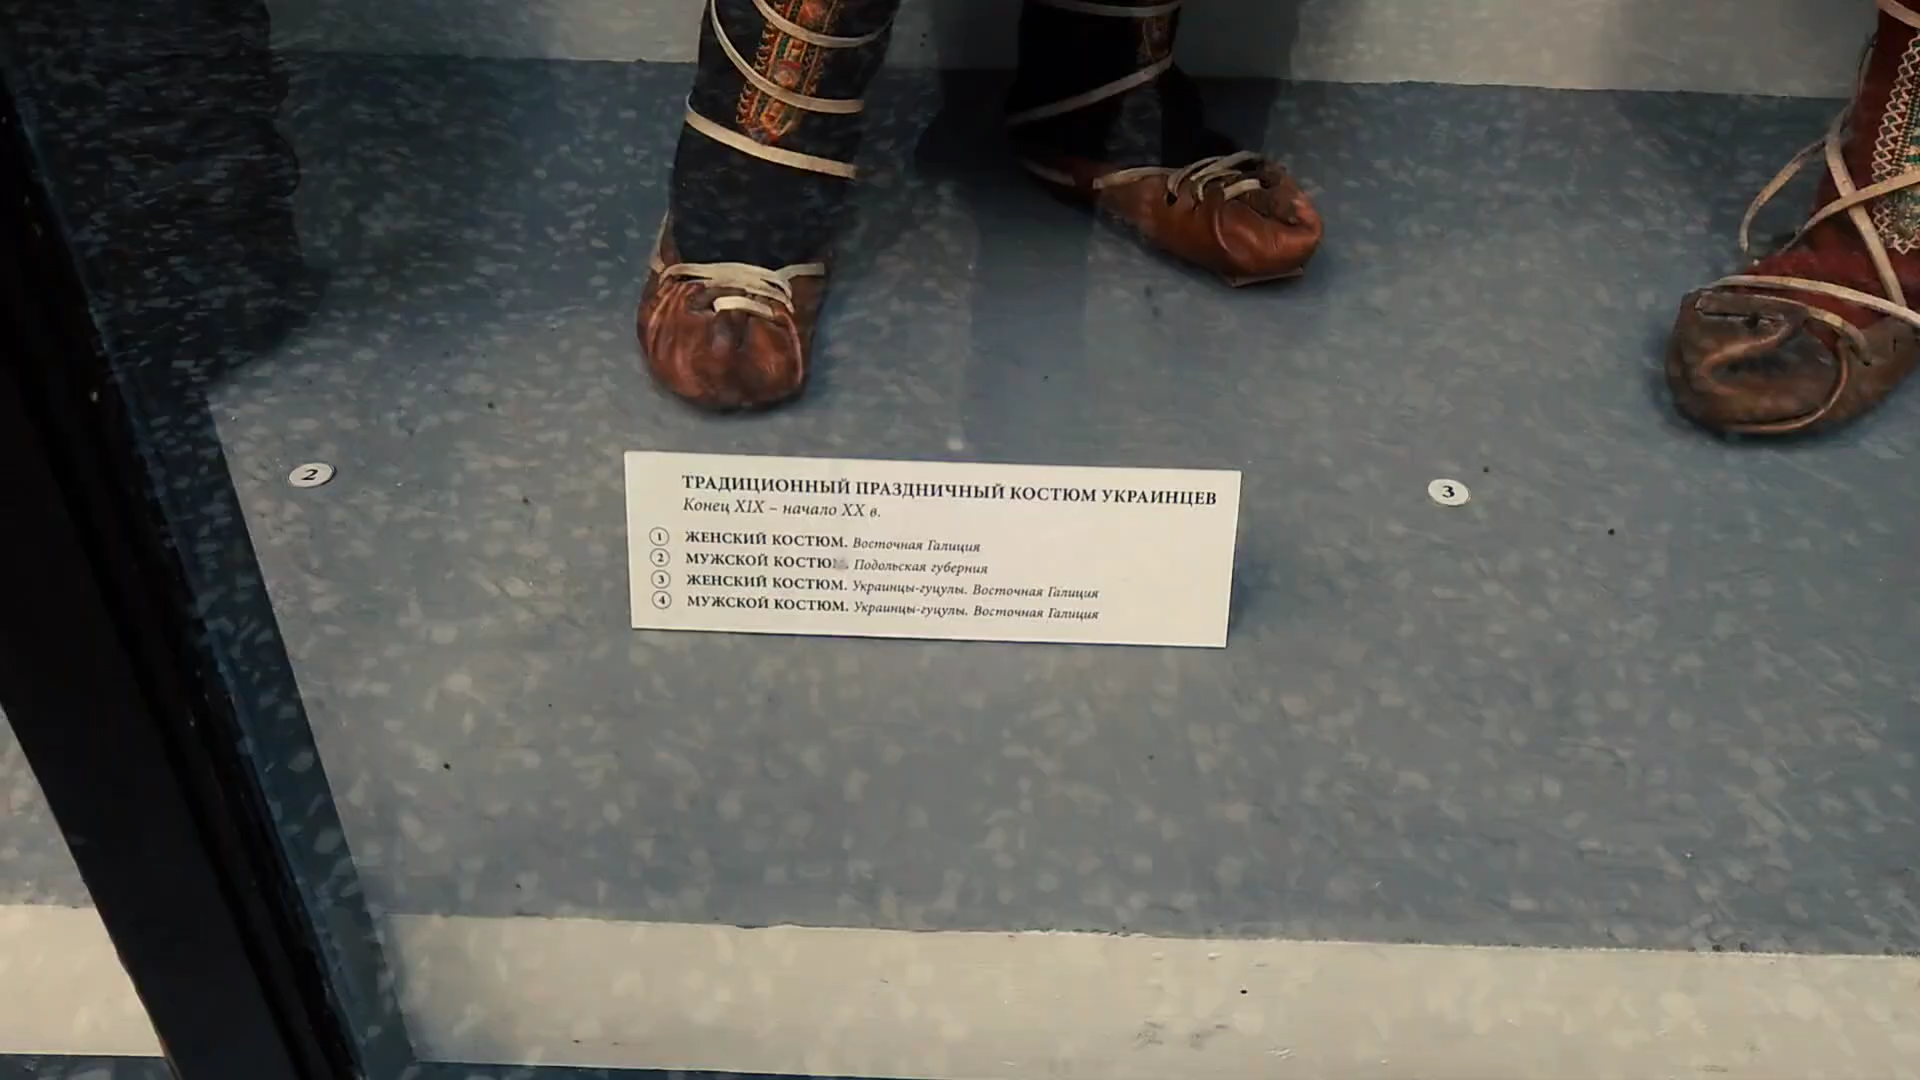 ТРАДИЦИОННЫЙ ПРАЗДНИЧНЫЙ КОСТЮМ УКРАИНЦЕВ
Конец XIX – начало XX в.
1 ЖЕНСКИЙ КОСТЮМ. Восточная Галиция
2 МУЖСКОЙ КОСТЮМ. Подольская губерния
3 ЖЕНСКИЙ КОСТЮМ. Украинцы-гуцулы. Восточная Галиция
4 МУЖСКОЙ КОСТЮМ. Украинцы-гуцулы. Восточная Галиция
2
3